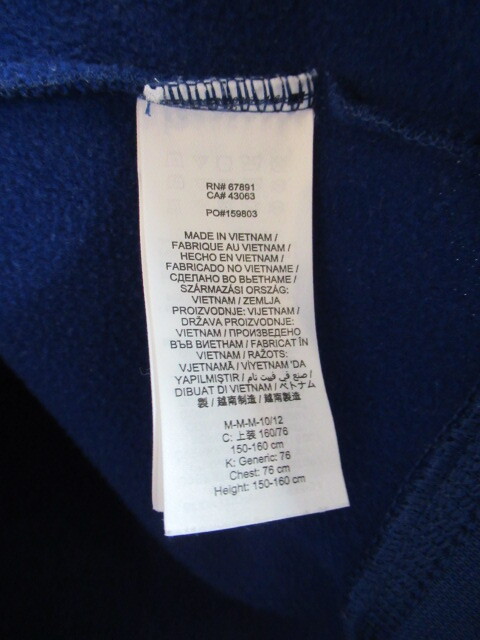 RN# 67891
CA# 43063
PO#159803
MADE IN VIETNAM /
FABRIQUE AU VIETNAM /
HECHO EN VIETNAM /
FABRICADO NO VIETNAME /
СДЕЛАНО ВО ВЬЕТНАМЕ /
SZÁRMAZÁSI ORSZÁG:
VIETNAM / ZEMLJA
PROIZVODNJE: VIJETNAM /
DRŽAVA PROIZVODNJE:
VIETNAM / ПРОИЗВЕДЕНО
ВЪВ ВИЕТНАМ / FABRICAT ÎN
VIETNAM / RAŽOTS:
VJETNAMĀ / VİYETNAM 'DA
YAPILMIŞTIR / صنع في فييت نام /
DIBUAT DI VIETNAM / ベトナム
製 / 越南制造 / 越南製造
M-M-M-10/12
C: 上装 160/76
150-160 cm
K: Generic: 76
Chest: 76 cm
Height: 150-160 cm